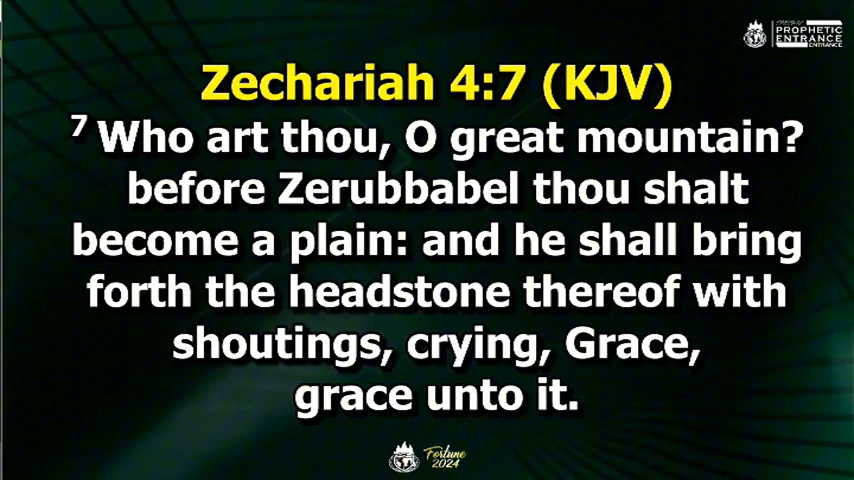 PROPHETIC
ENTRANCE
ENTRANCE
Zechariah 4:7 (KJV)
7 Who art thou, O great mountain?
before Zerubbabel thou shalt
become a plain: and he shall bring
forth the headstone thereof with
shoutings, crying, Grace,
grace unto it.
Fortune
2024